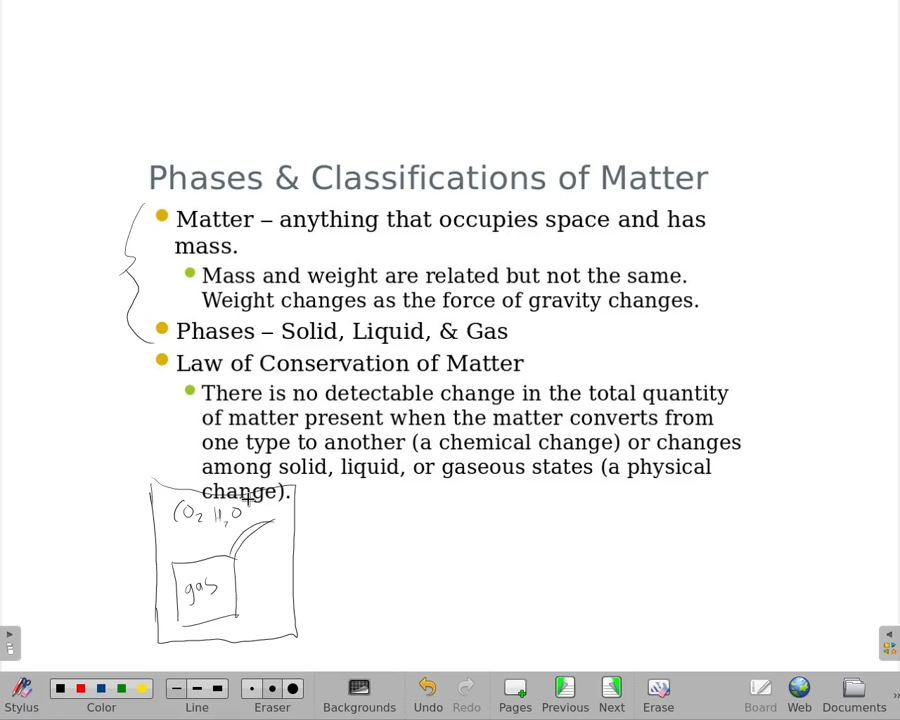 Phases & Classifications of Matter
Matter – anything that occupies space and has
mass.
Mass and weight are related but not the same.
Weight changes as the force of gravity changes.
Phases – Solid, Liquid, & Gas
Law of Conservation of Matter
There is no detectable change in the total quantity
of matter present when the matter converts from
one type to another (a chemical change) or changes
among solid, liquid, or gaseous states (a physical
change).
CO2 H2O
gas
Stylus Color Line Eraser Backgrounds Undo Redo Pages Previous Next Erase Board Web Documents